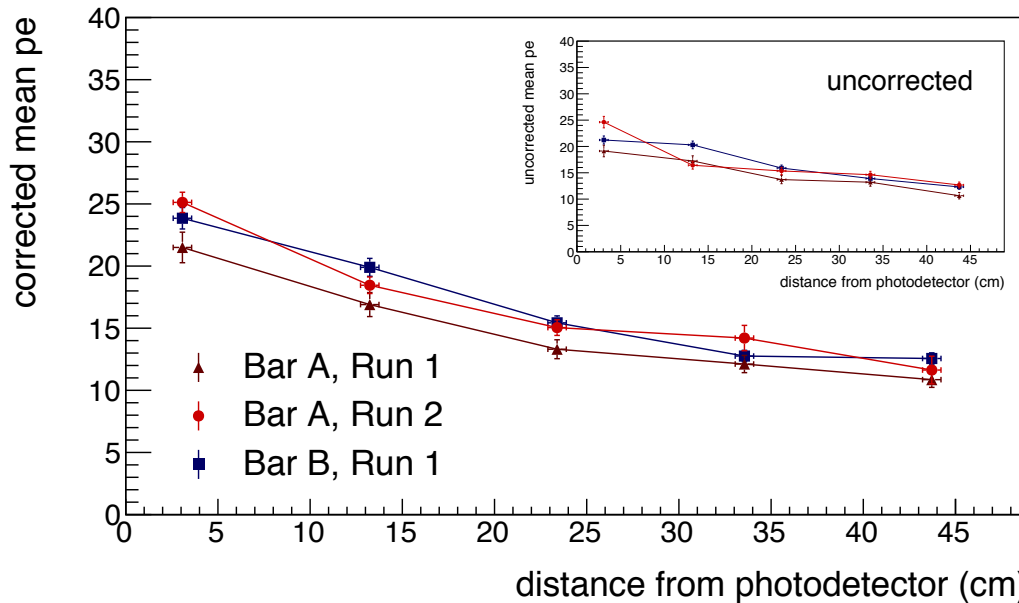 corrected mean pe
40
35
30
25
20
15
10
5
0
0 5 10 15 20 25 30 35 40 45
distance from photodetector (cm)
Bar A, Run 1
Bar A, Run 2
Bar B, Run 1
uncorrected
uncorrected mean pe
40
35
30
25
20
15
10
5
0
0 5 10 15 20 25 30 35 40 45
distance from photodetector (cm)